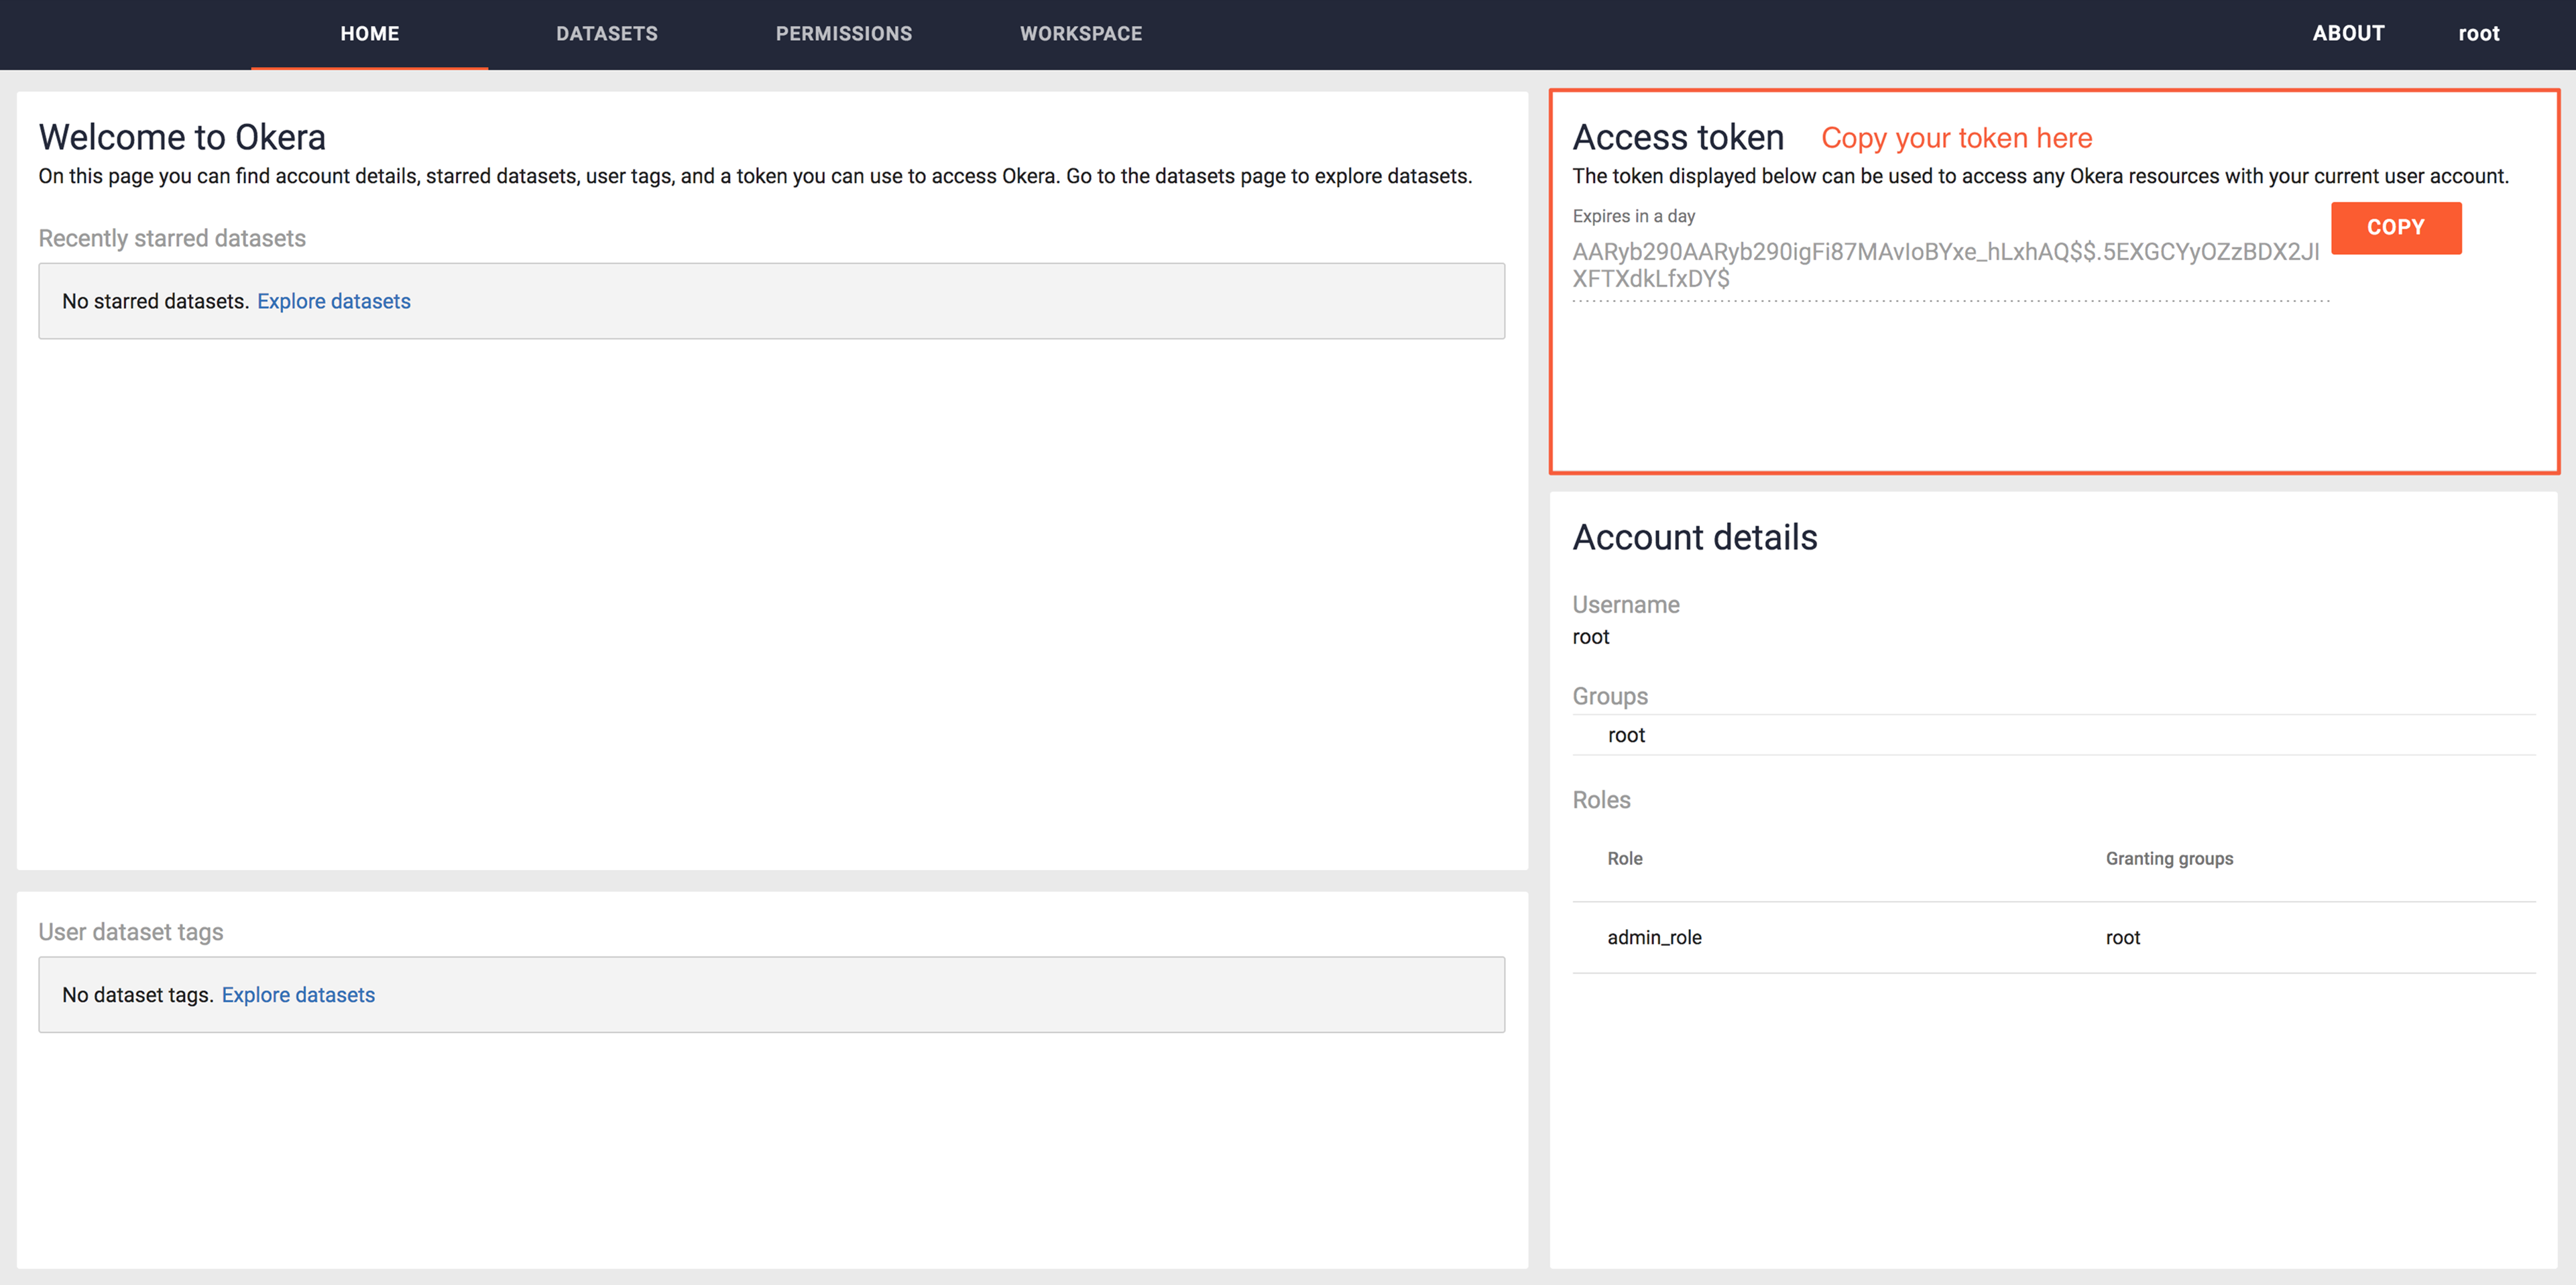 HOME DATASETS PERMISSIONS WORKSPACE ABOUT root
Welcome to Okera
On this page you can find account details, starred datasets, user tags, and a token you can use to access Okera. Go to the datasets page to explore datasets.
Recently starred datasets
No starred datasets. Explore datasets
User dataset tags
No dataset tags. Explore datasets
Access token Copy your token here
The token displayed below can be used to access any Okera resources with your current user account.
Expires in a day
AARyb290AARyb290igFi87MAvIoBYxe_hLxhAQ$$.5EXGCYyOZzBDX2JI
XFTXdkLfxDY$
COPY
Account details
Username
root
Groups
root
Roles
Role Granting groups
admin_role root